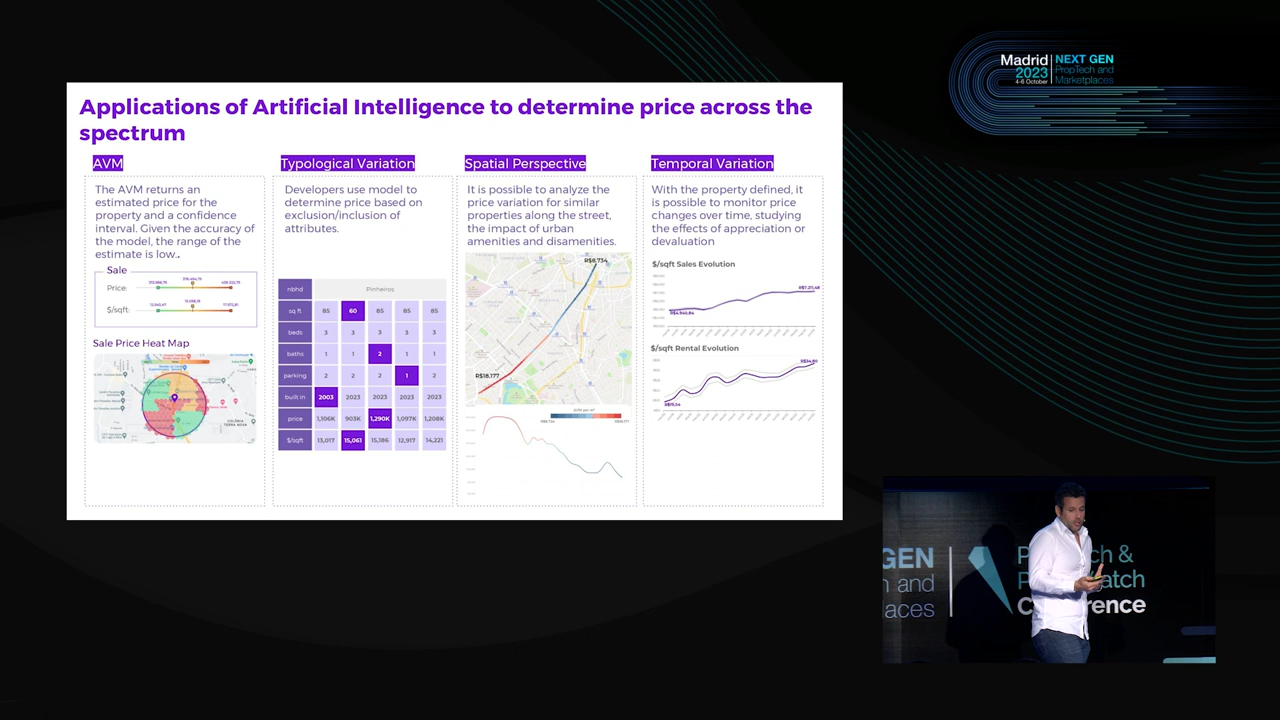 Madrid
2023
4-6 October
NEXT GEN
PropTech and
Marketplaces
Applications of Artificial Intelligence to determine price across the
spectrum
AVM
The AVM returns an
estimated price for the
property and a confidence
interval. Given the accuracy of
the model, the range of the
estimate is low..
Sale
Price:
$/sqft:
Sale Price Heat Map
Typological Variation
Developers use model to
determine price based on
exclusion/inclusion of
attributes.
nbhd Pinheiros
sq ft 85 60 85 85 85
beds 3 3 3 3 3
baths 1 1 2 1 1
parking 2 2 2 1 2
built in 2003 2023 2023 2023 2023
price 1,106K 903K 1,290K 1,097K 1,208K
$/sqft 13,017 15,061 15,186 12,917 14,221
Spatial Perspective
It is possible to analyze the
price variation for similar
properties along the street,
the impact of urban
amenities and disamenities.
R$8,734
R$18,177
Temporal Variation
With the property defined, it
is possible to monitor price
changes over time, studying
the effects of appreciation or
devaluation
$/sqft Sales Evolution
$/sqft Rental Evolution
GEN
and
aces
Conference